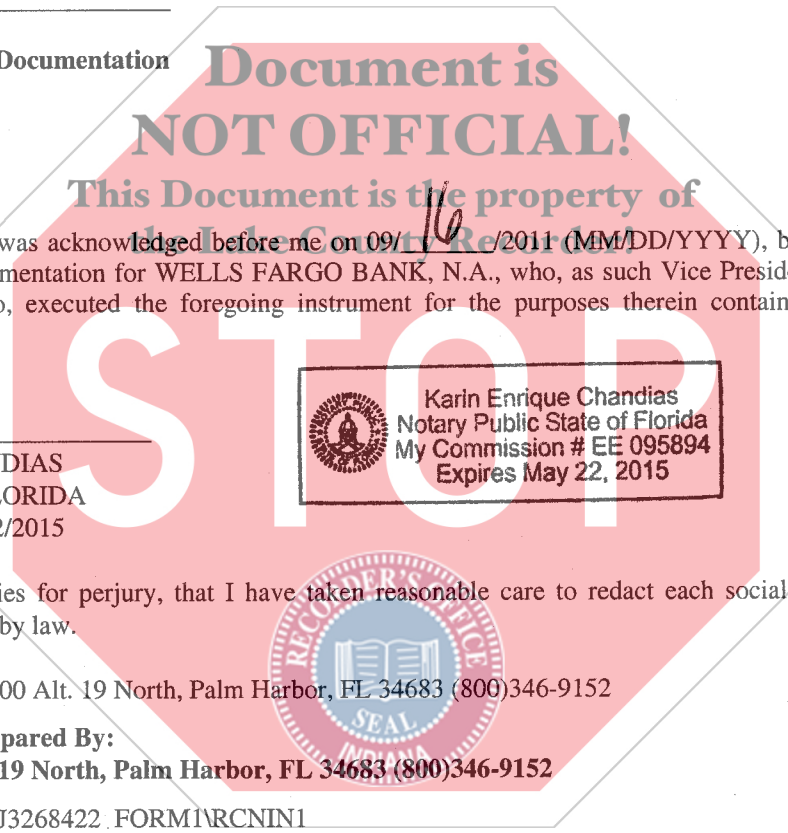 Documentation
Document is
NOT OFFICIAL!
This Document is the property of
the Lake County Recorder!
was acknowledged before me on 09/ 16 /2011 (MM/DD/YYYY), b
mentation for WELLS FARGO BANK, N.A., who, as such Vice Presid
o, executed the foregoing instrument for the purposes therein contain
STOP
Karin Enrique Chandias
Notary Public State of Florida
My Commission # EE 095894
Expires May 22, 2015
DIAS
LORIDA
2/2015
ies for perjury, that I have taken reasonable care to redact each social
by law.
RECORDER'S OFFICE
SEAL
INDIANA
00 Alt. 19 North, Palm Harbor, FL 34683 (800)346-9152
pared By:
19 North, Palm Harbor, FL 34683 (800)346-9152
J3268422 FORM1\RCNIN1